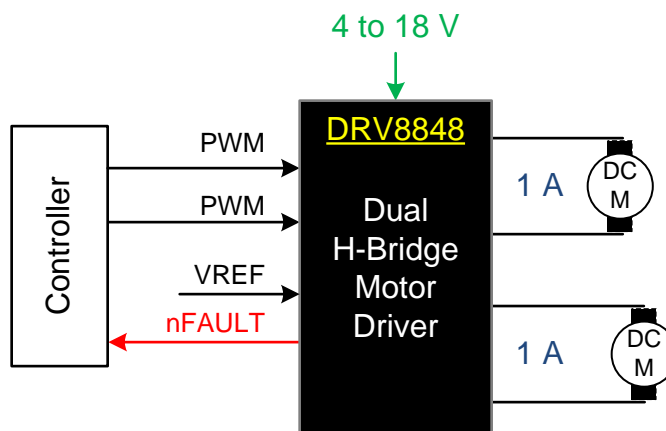 4 to 18 V
Controller
PWM
PWM
VREF
nFAULT
DRV8848
Dual
H-Bridge
Motor
Driver
1 A
DC
M
1 A
DC
M